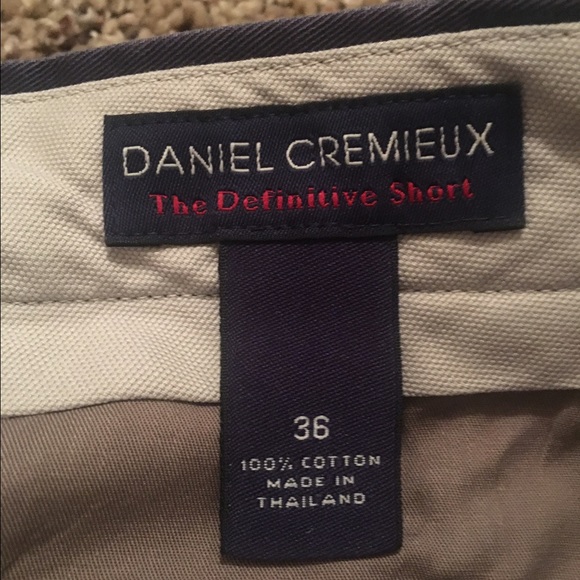 DANIEL CREMIEUX
The Definitive Short
36
100% COTTON
MADE IN
THAILAND